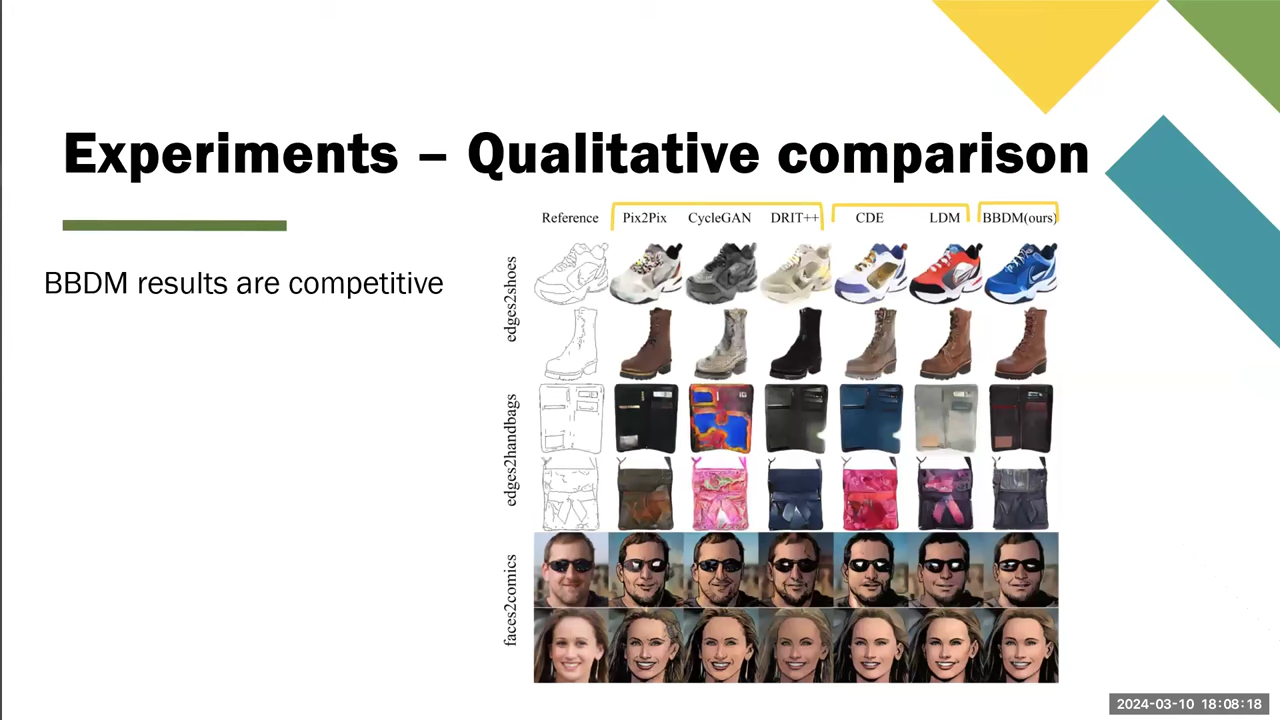 Experiments – Qualitative comparison
BBDM results are competitive
Reference Pix2Pix CycleGAN DRIT++ CDE LDM BBDM(ours)
edges2shoes
edges2handbags
faces2comics
2024-03-10 18:08:18